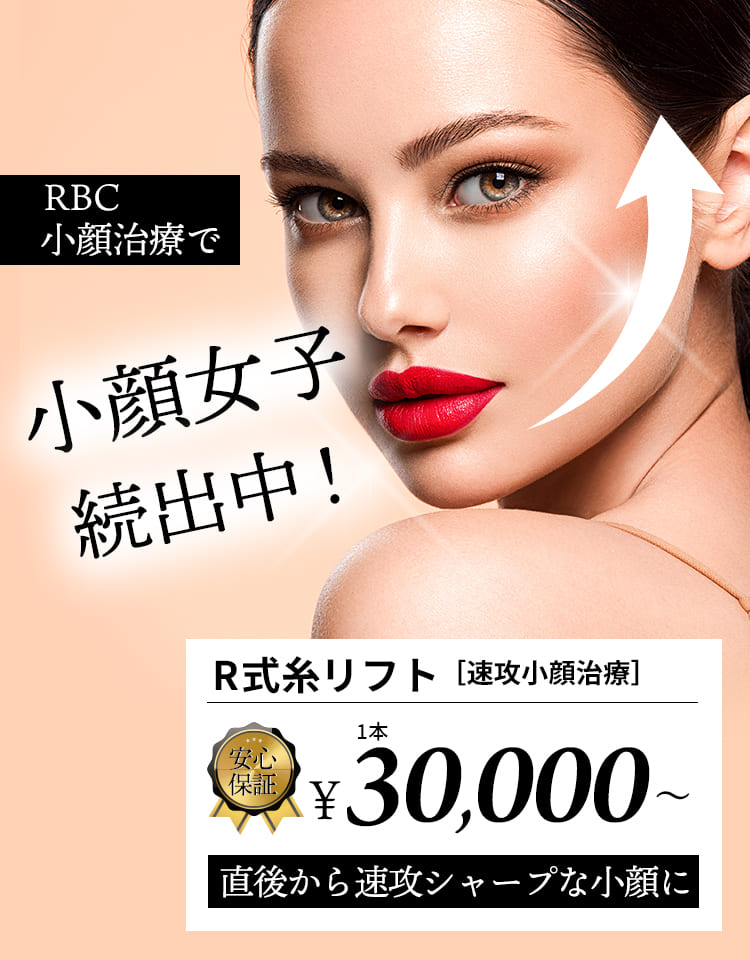 RBC
小顔治療で
小顔女子
続出中！
R式糸リフト［速攻小顔治療］
安心
保証
1本
¥30,000～
直後から速攻シャープな小顔に